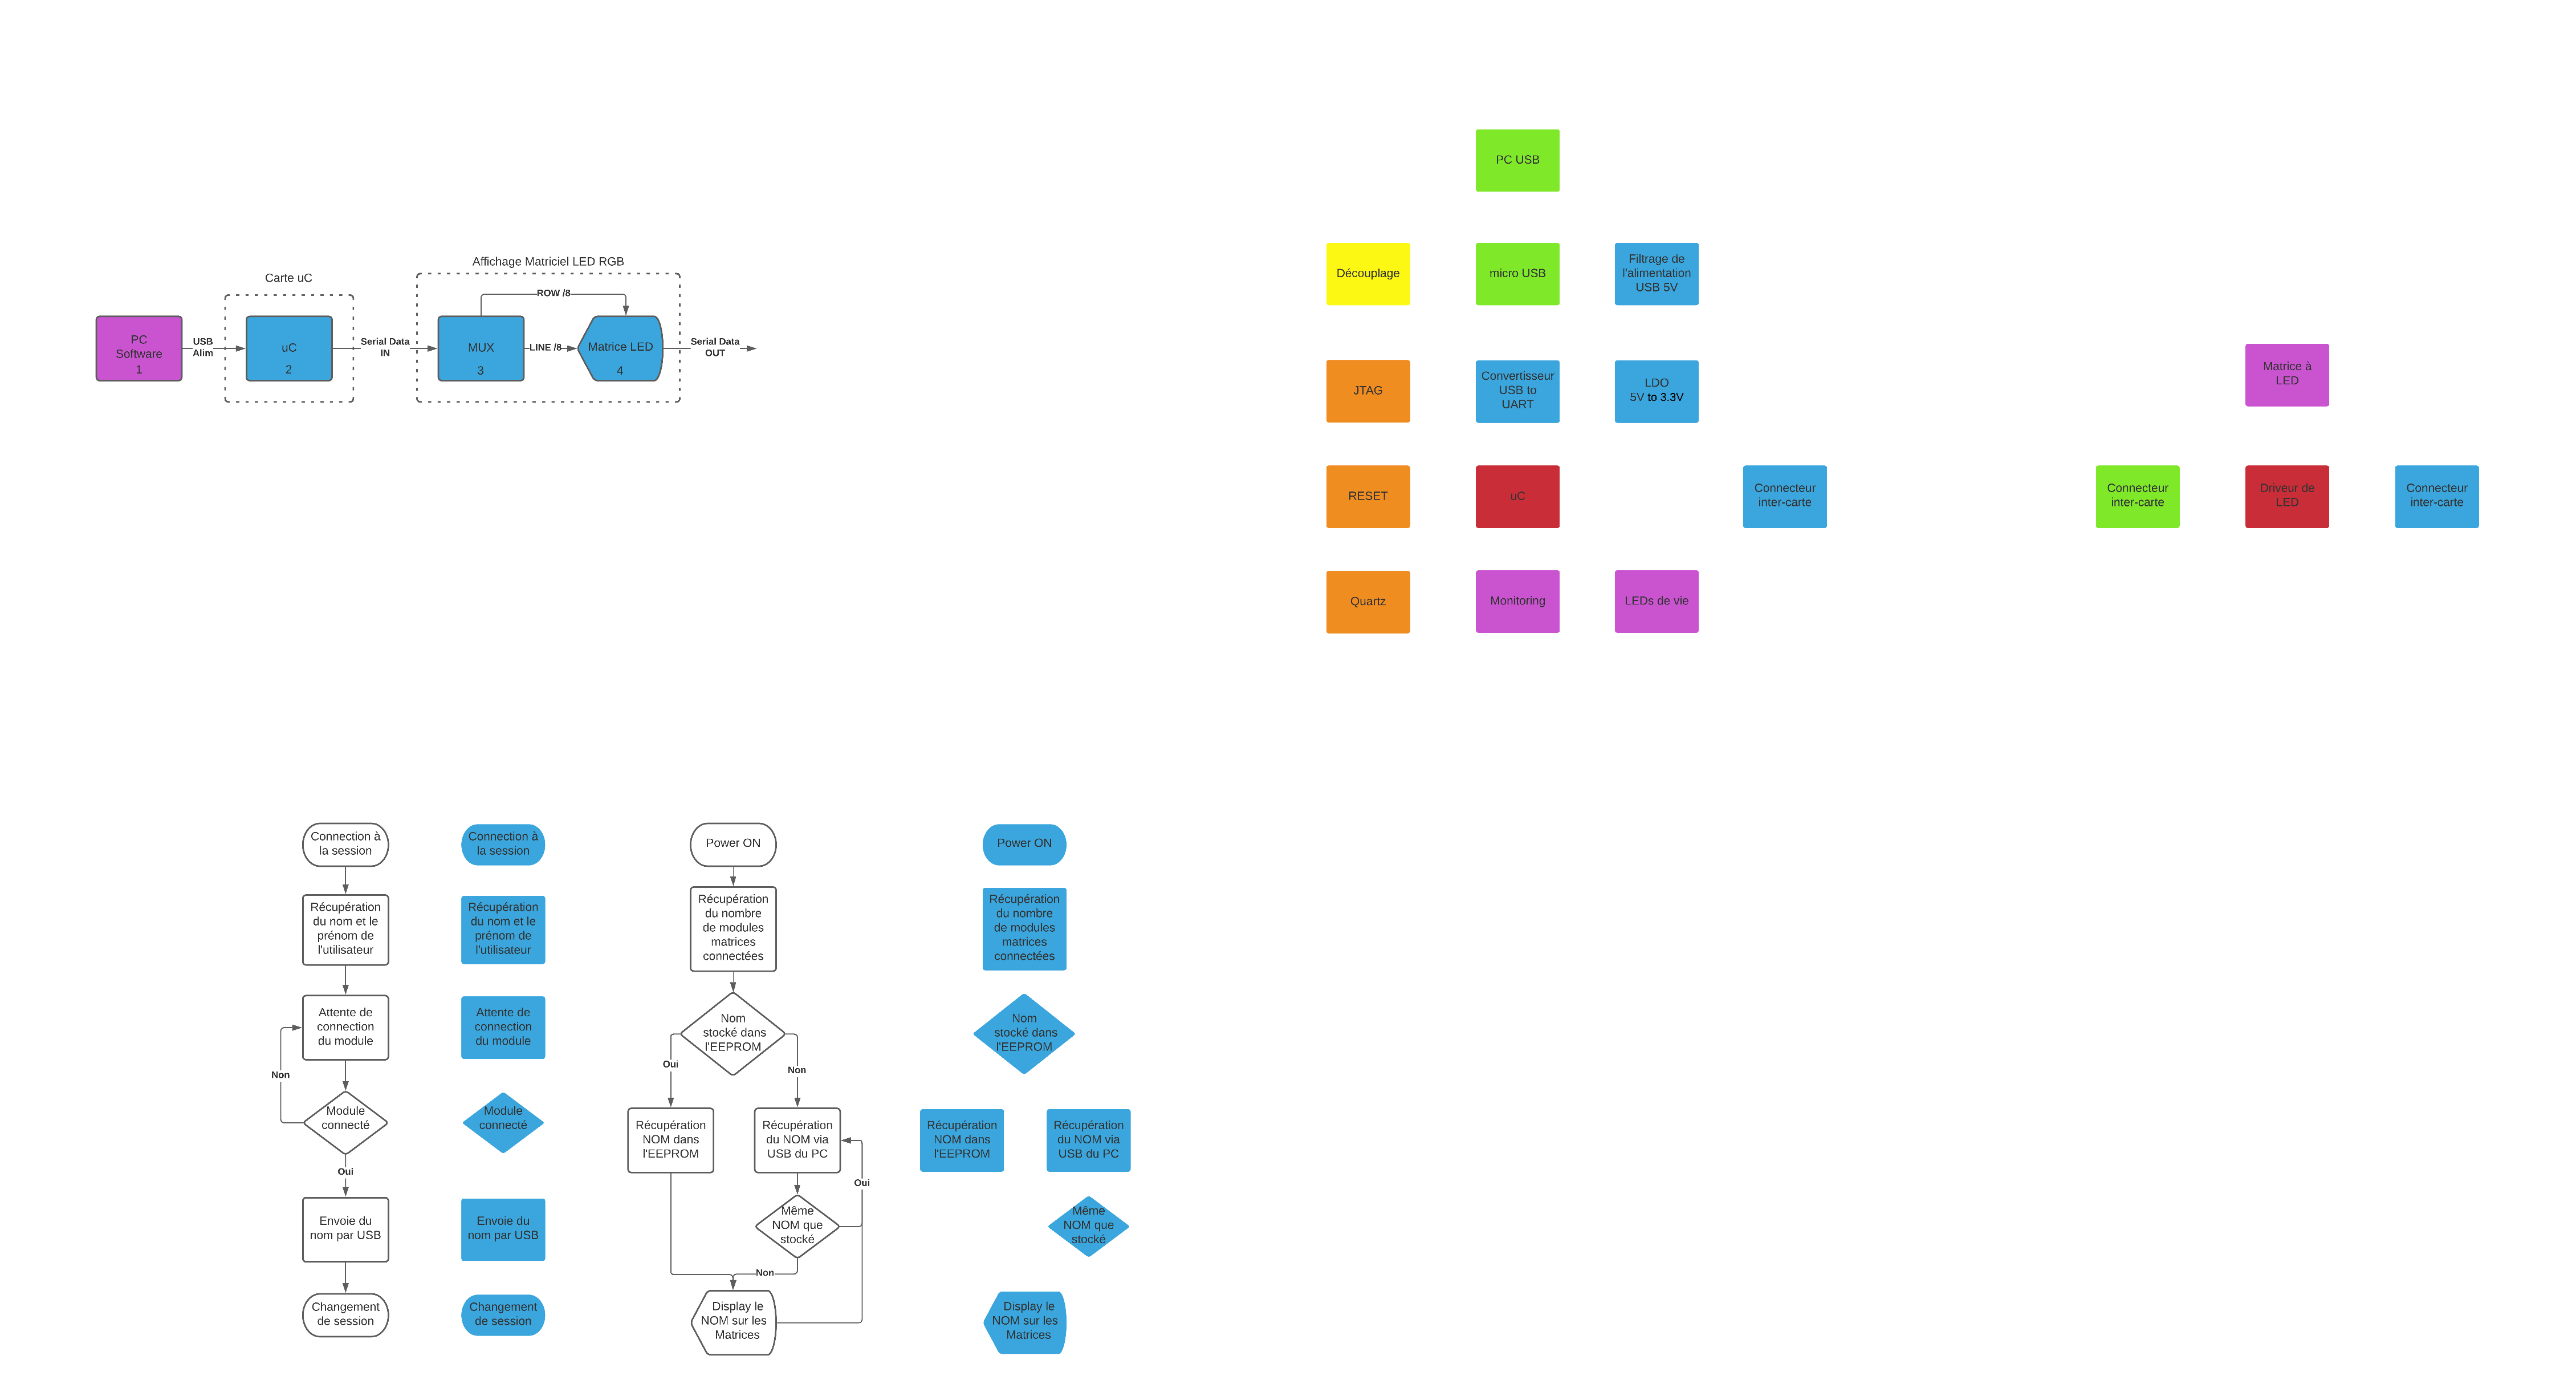 Affichage Matriciel LED RGB
Carte uC
ROW /8
PC
Software
1
USB
Alim
uC
2
Serial Data
IN
MUX
3
LINE /8
Matrice LED
4
Serial Data
OUT
PC USB
Découplage
micro USB
Filtrage de
l'alimentation
USB 5V
JTAG
Convertisseur
USB to
UART
LDO
5V to 3.3V
RESET
uC
Connecteur
inter-carte
Quartz
Monitoring
LEDs de vie
Matrice à
LED
Connecteur
inter-carte
Driveur de
LED
Connecteur
inter-carte
Connection à
la session
Récupération
du nom et le
prénom de
l'utilisateur
Attente de
connection
du module
Non
Module
connecté
Oui
Envoie du
nom par USB
Changement
de session
Connection à
la session
Récupération
du nom et le
prénom de
l'utilisateur
Attente de
connection
du module
Module
connecté
Envoie du
nom par USB
Changement
de session
Power ON
Récupération
du nombre
de modules
matrices
connectées
Nom
stocké dans
l'EEPROM
Oui
Non
Récupération
NOM dans
l'EEPROM
Récupération
du NOM via
USB du PC
Oui
Même
NOM que
stocké
Non
Display le
NOM sur les
Matrices
Power ON
Récupération
du nombre
de modules
matrices
connectées
Nom
stocké dans
l'EEPROM
Récupération
NOM dans
l'EEPROM
Récupération
du NOM via
USB du PC
Même
NOM que
stocké
Display le
NOM sur les
Matrices